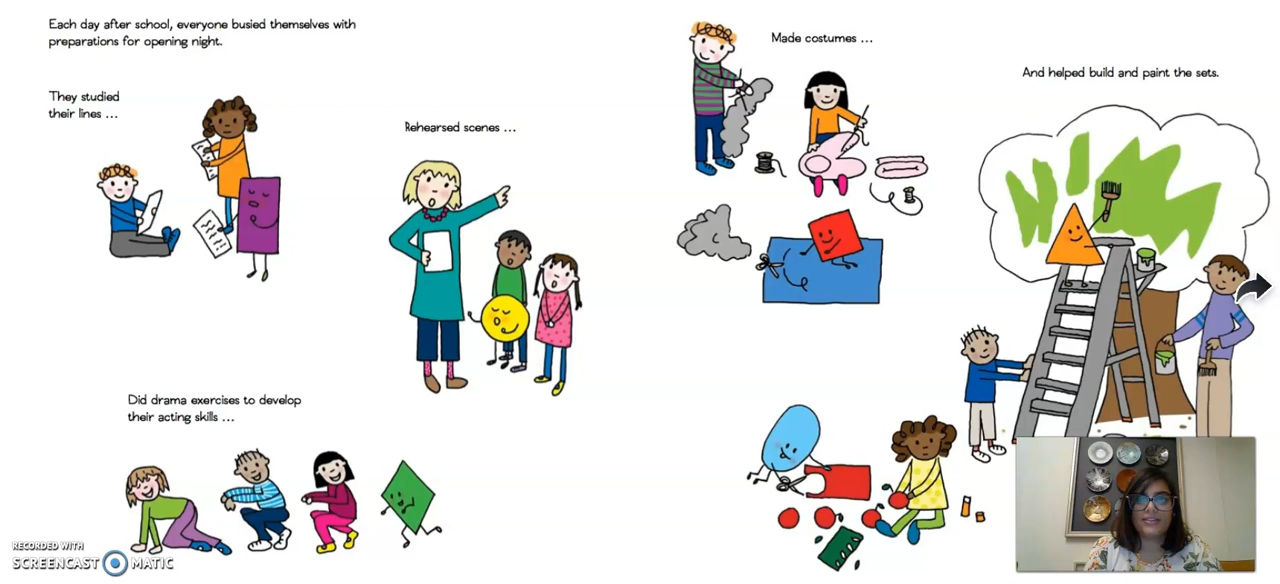 Each day after school, everyone busied themselves with
preparations for opening night.
They studied
their lines ...
Rehearsed scenes ...
Did drama exercises to develop
their acting skills ...
Made costumes ...
And helped build and paint the sets.
RECORDED WITH
SCREENCAST MATIC